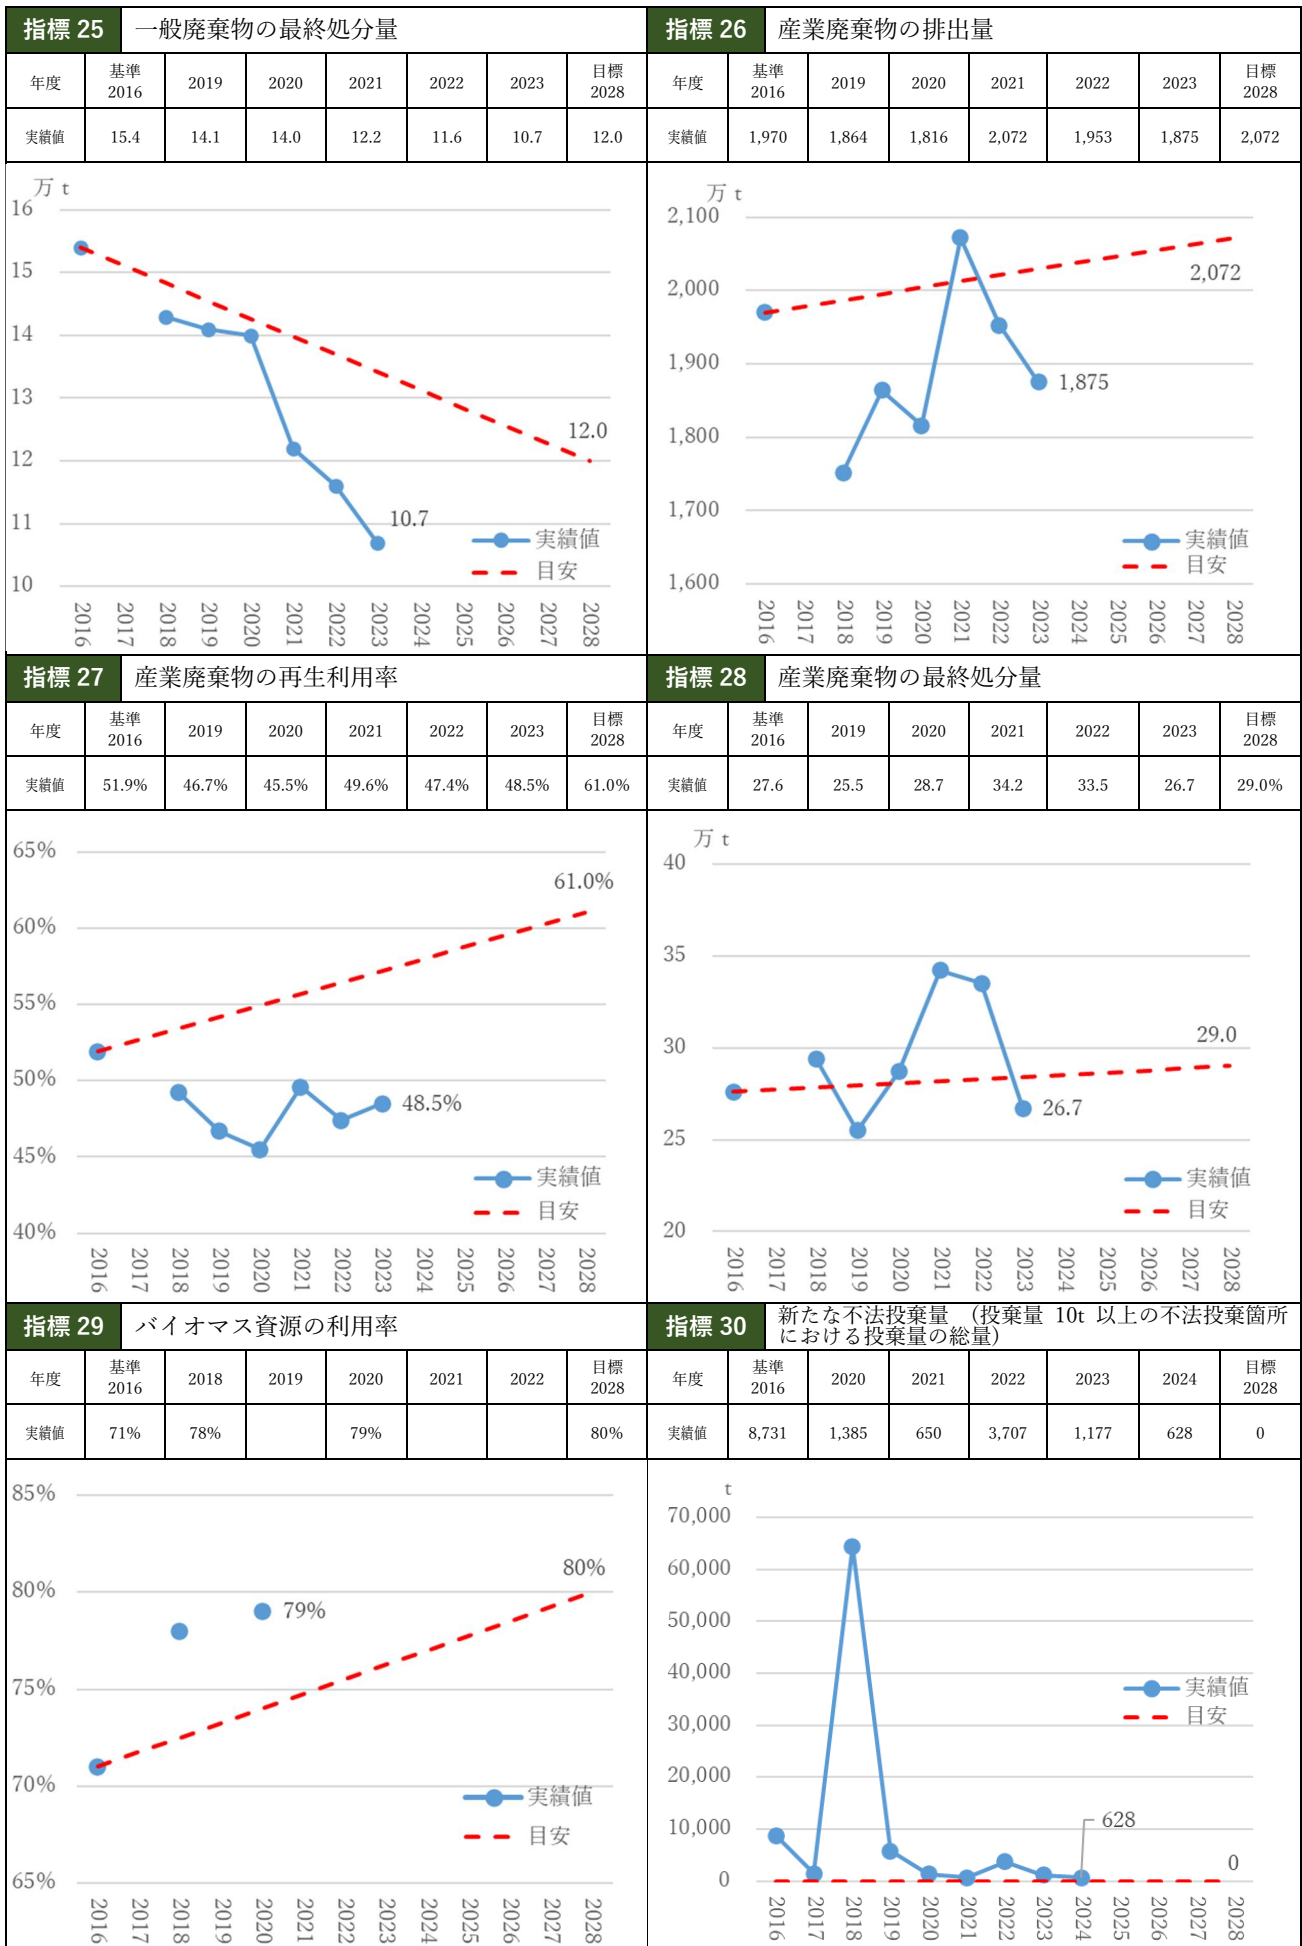 指標 25 一般廃棄物の最終処分量
年度 基準 2016 2019 2020 2021 2022 2023 目標 2028
実績値 15.4 14.1 14.0 12.2 11.6 10.7 12.0
万 t
16
15
14
13
12
11
10
12.0
10.7
実績値
目安
2016 2017 2018 2019 2020 2021 2022 2023 2024 2025 2026 2027 2028
指標 26 産業廃棄物の排出量
年度 基準 2016 2019 2020 2021 2022 2023 目標 2028
実績値 1,970 1,864 1,816 2,072 1,953 1,875 2,072
万 t
2,100
2,000
1,900
1,800
1,700
1,600
2,072
1,875
実績値
目安
2016 2017 2018 2019 2020 2021 2022 2023 2024 2025 2026 2027 2028
指標 27 産業廃棄物の再生利用率
年度 基準 2016 2019 2020 2021 2022 2023 目標 2028
実績値 51.9% 46.7% 45.5% 49.6% 47.4% 48.5% 61.0%
65%
60%
55%
50%
45%
40%
61.0%
48.5%
実績値
目安
2016 2017 2018 2019 2020 2021 2022 2023 2024 2025 2026 2027 2028
指標 28 産業廃棄物の最終処分量
年度 基準 2016 2019 2020 2021 2022 2023 目標 2028
実績値 27.6 25.5 28.7 34.2 33.5 26.7 29.0%
万 t
40
35
30
25
20
29.0
26.7
実績値
目安
2016 2017 2018 2019 2020 2021 2022 2023 2024 2025 2026 2027 2028
指標 29 バイオマス資源の利用率
年度 基準 2016 2018 2019 2020 2021 2022 目標 2028
実績値 71% 78% 79% 80%
85%
80%
75%
70%
65%
80%
79%
実績値
目安
2016 2017 2018 2019 2020 2021 2022 2023 2024 2025 2026 2027 2028
指標 30 新たな不法投棄量 （投棄量 10t 以上の不法投棄箇所
における投棄量の総量）
年度 基準 2016 2020 2021 2022 2023 2024 目標 2028
実績値 8,731 1,385 650 3,707 1,177 628 0
t
70,000
60,000
50,000
40,000
30,000
20,000
10,000
0
628
0
実績値
目安
2016 2017 2018 2019 2020 2021 2022 2023 2024 2025 2026 2027 2028